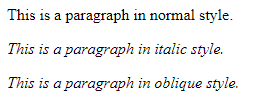 This is a paragraph in normal style.
This is a paragraph in italic style.
This is a paragraph in oblique style.